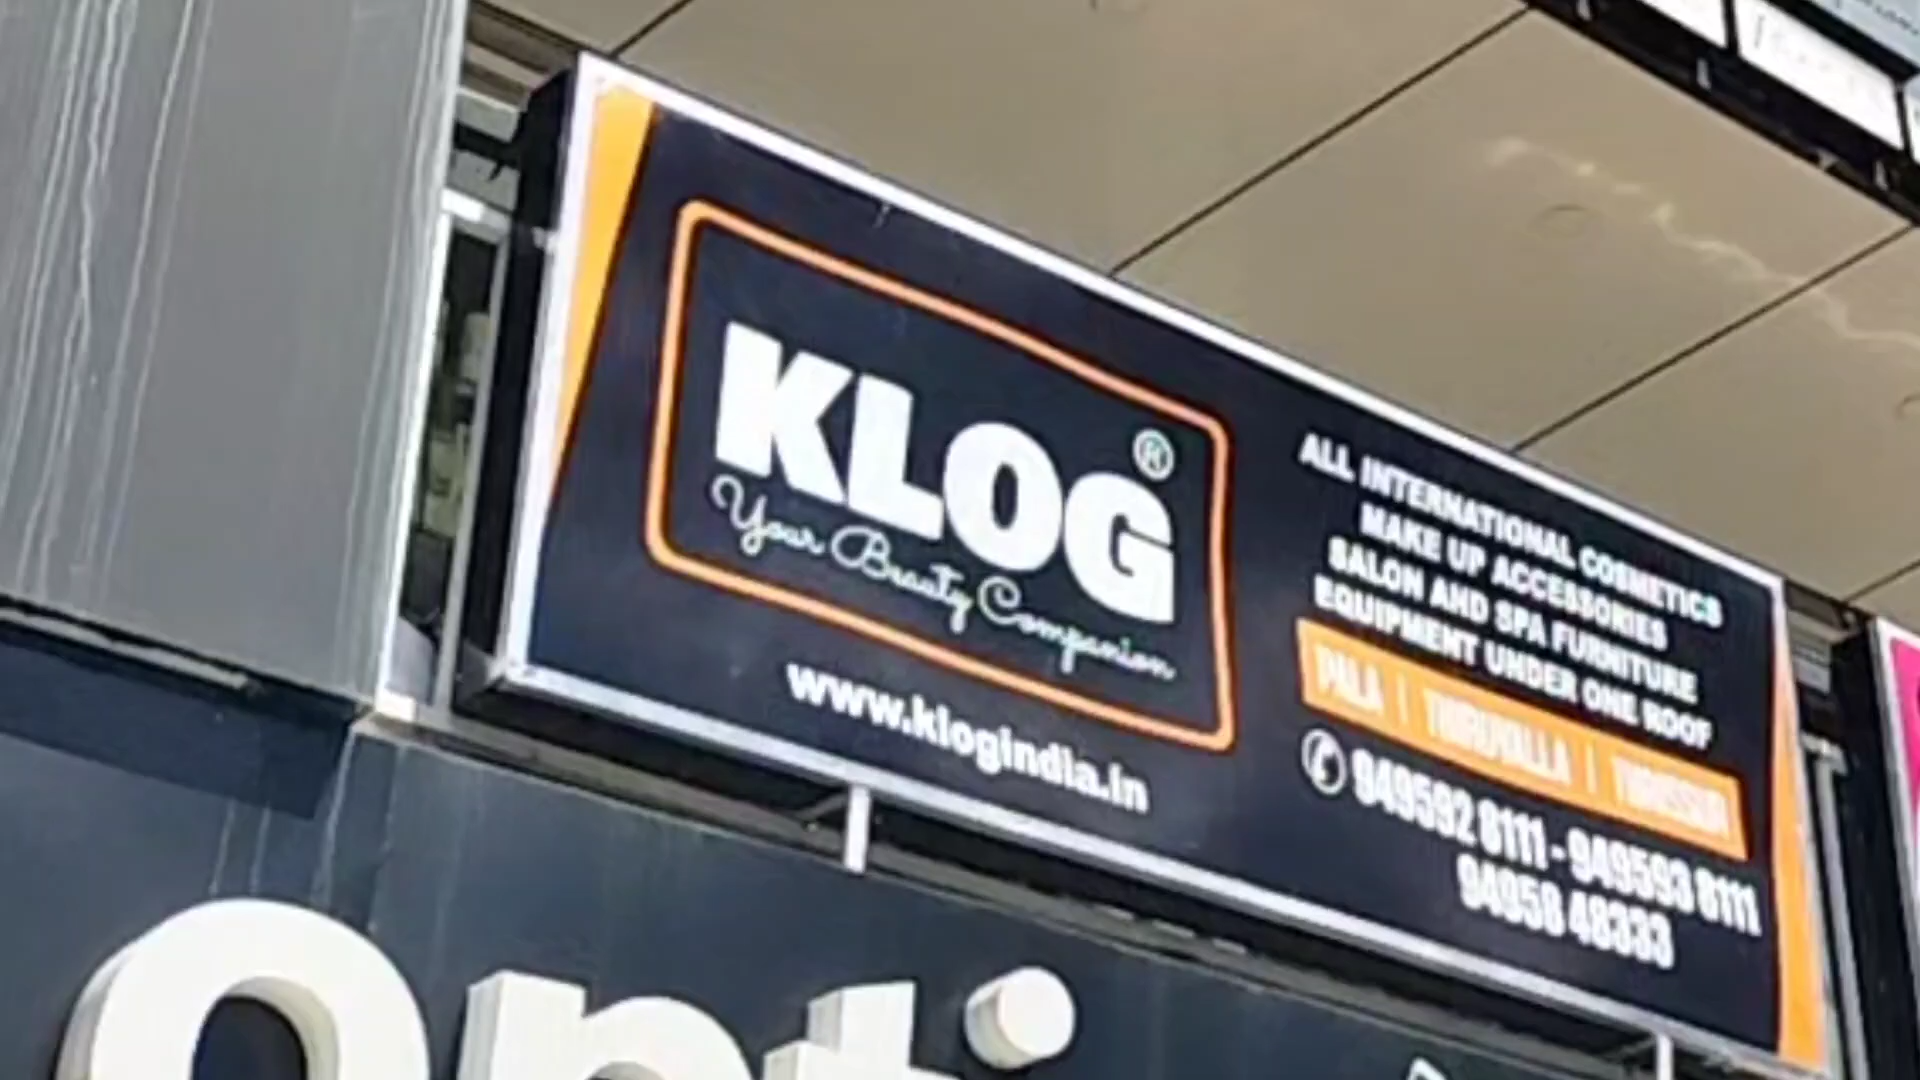 KLOG®
Your Beauty Companion
www.klogindia.in
ALL INTERNATIONAL COSMETICS
MAKE UP ACCESSORIES
SALON AND SPA FURNITURE
EQUIPMENT UNDER ONE ROOF
PALA | THIRUVALLA | THRISSUR
949592 8111 - 949593 8111
94958 48333
opti